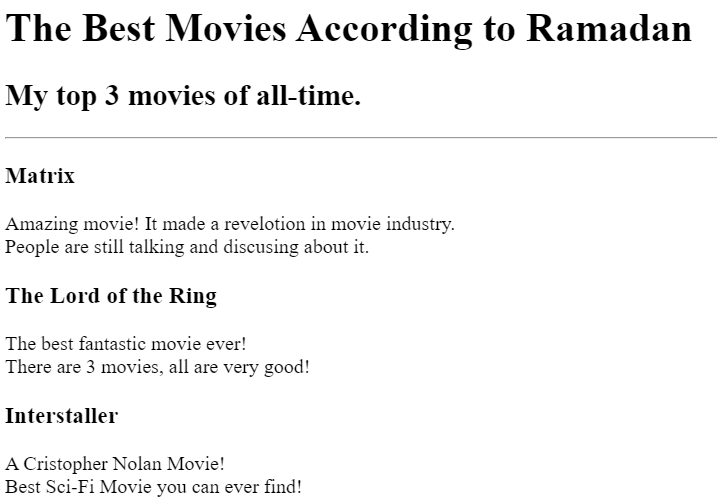 The Best Movies According to Ramadan
My top 3 movies of all-time.
Matrix
Amazing movie! It made a revelotion in movie industry.
People are still talking and discusing about it.
The Lord of the Ring
The best fantastic movie ever!
There are 3 movies, all are very good!
Interstaller
A Cristopher Nolan Movie!
Best Sci-Fi Movie you can ever find!